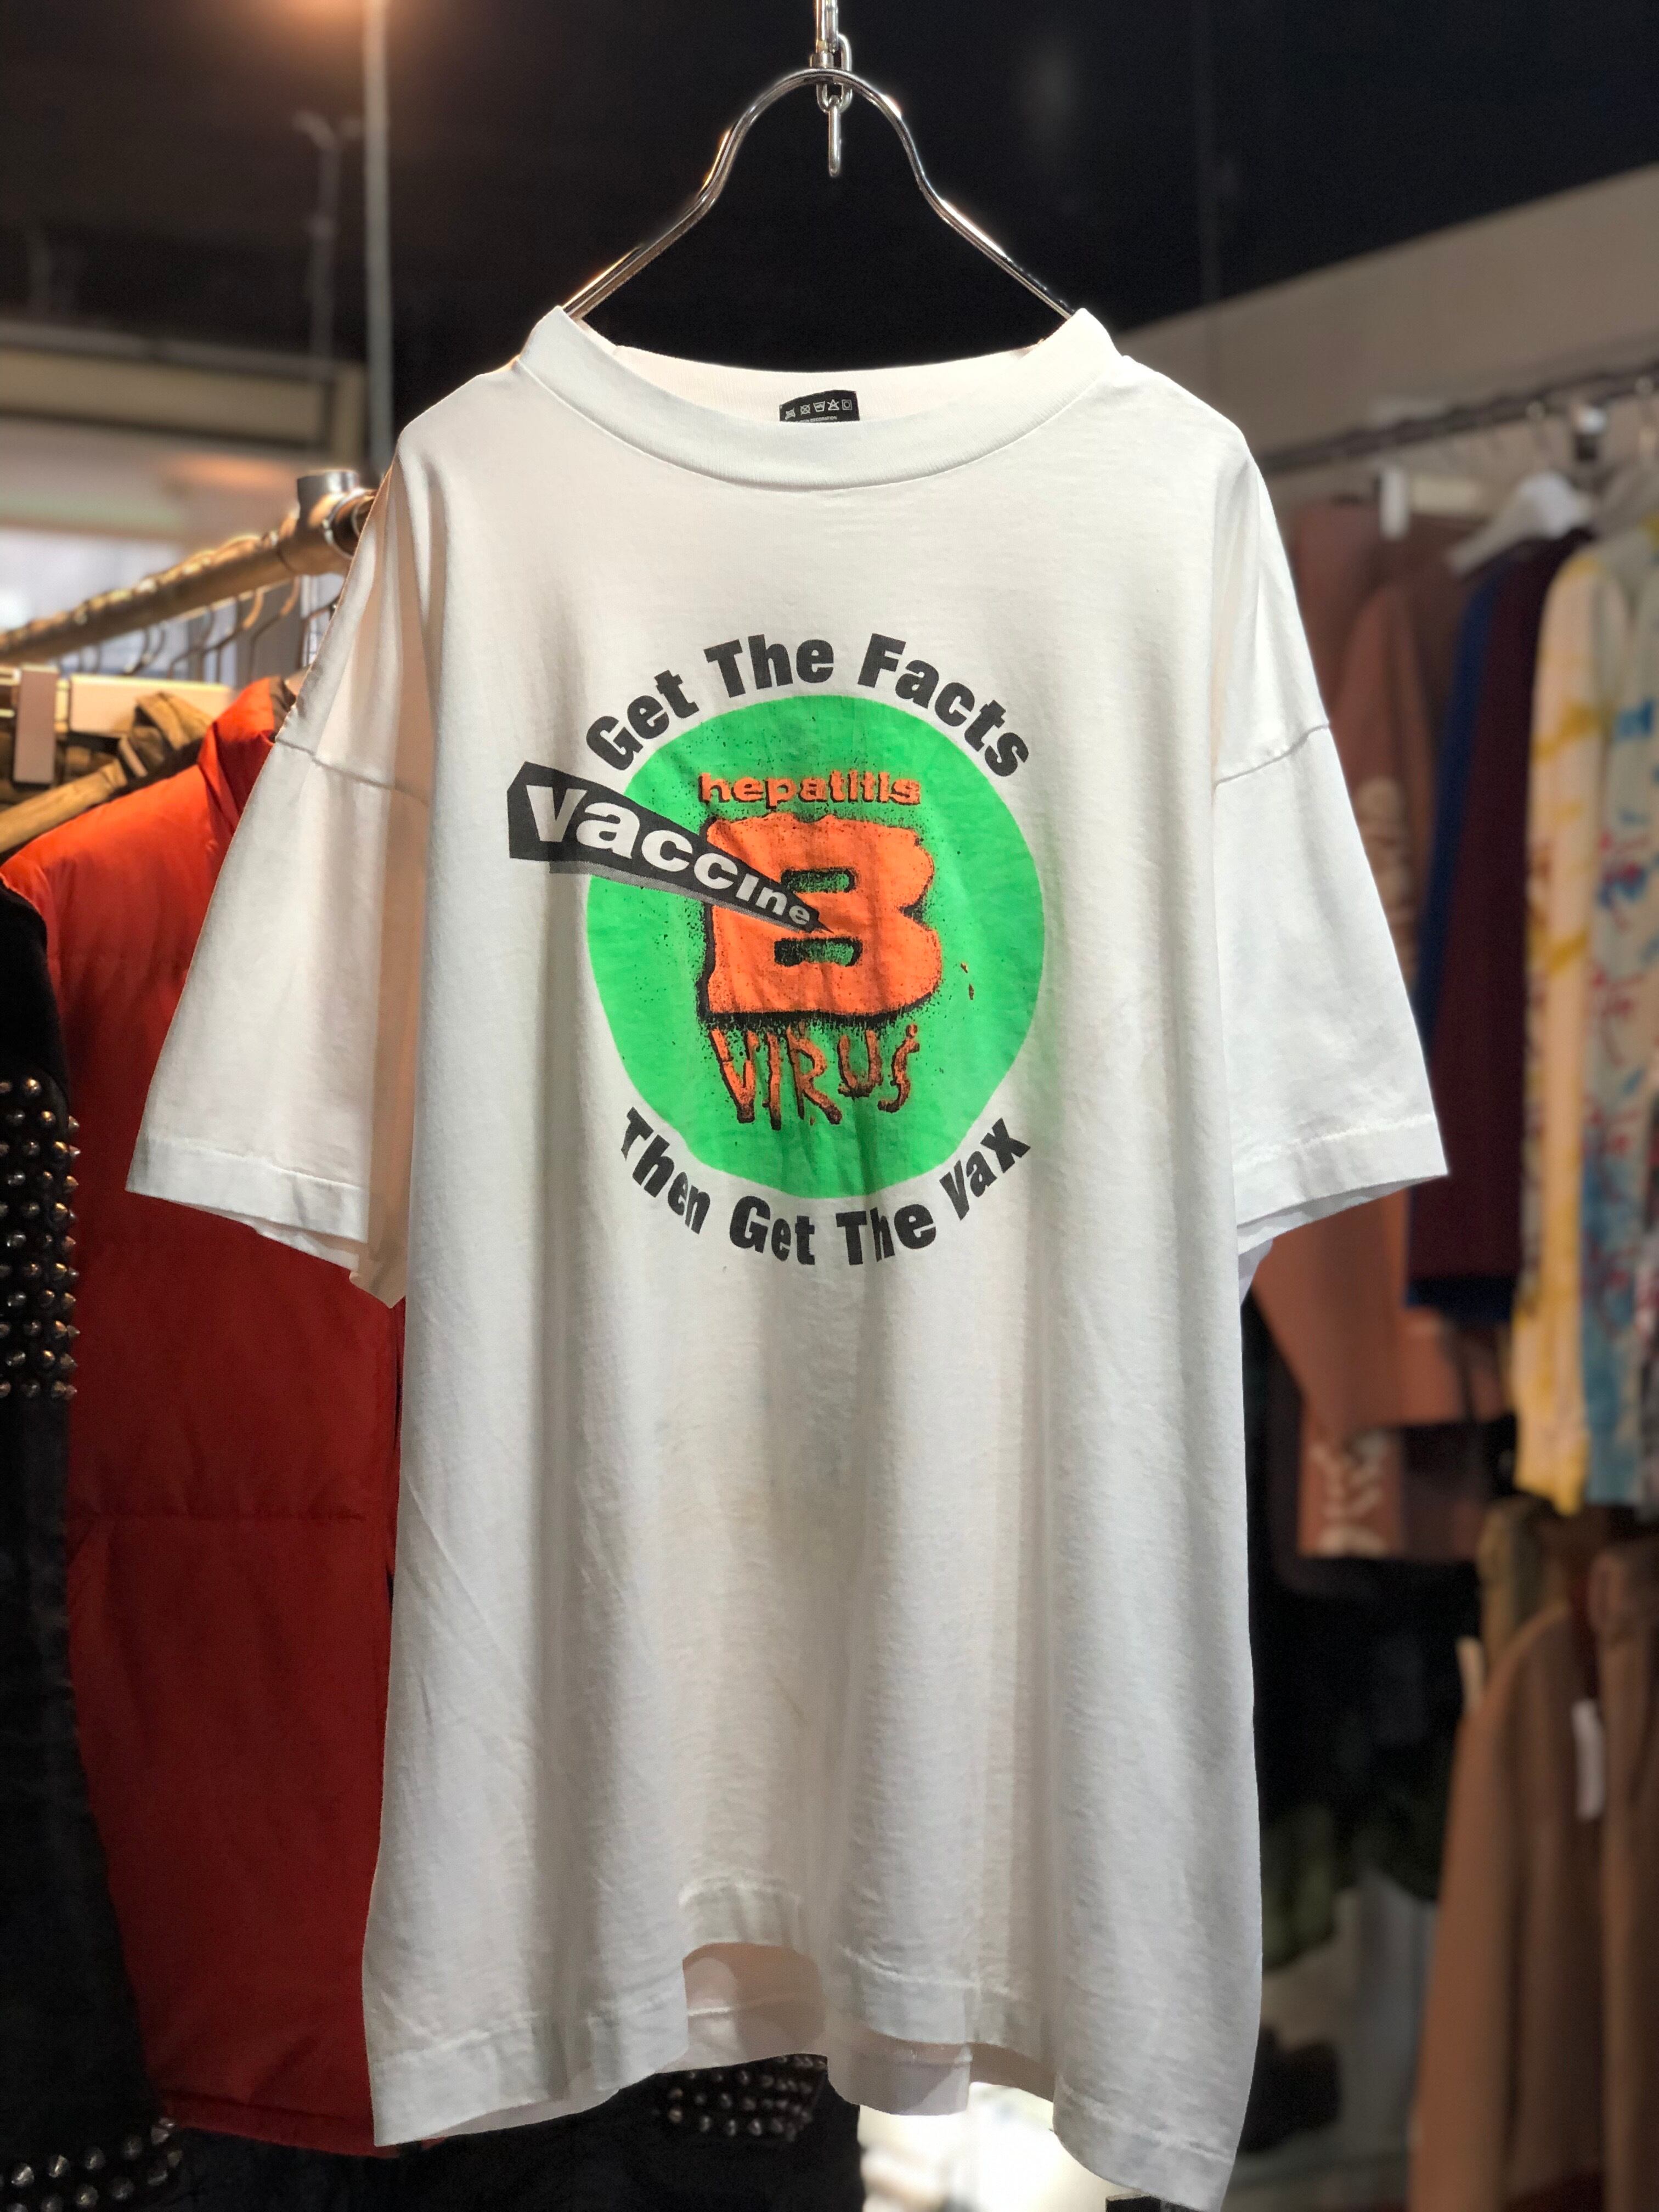 Get The Facts
hepatitis
Vaccine
B
VIRUS
Then Get The Vax